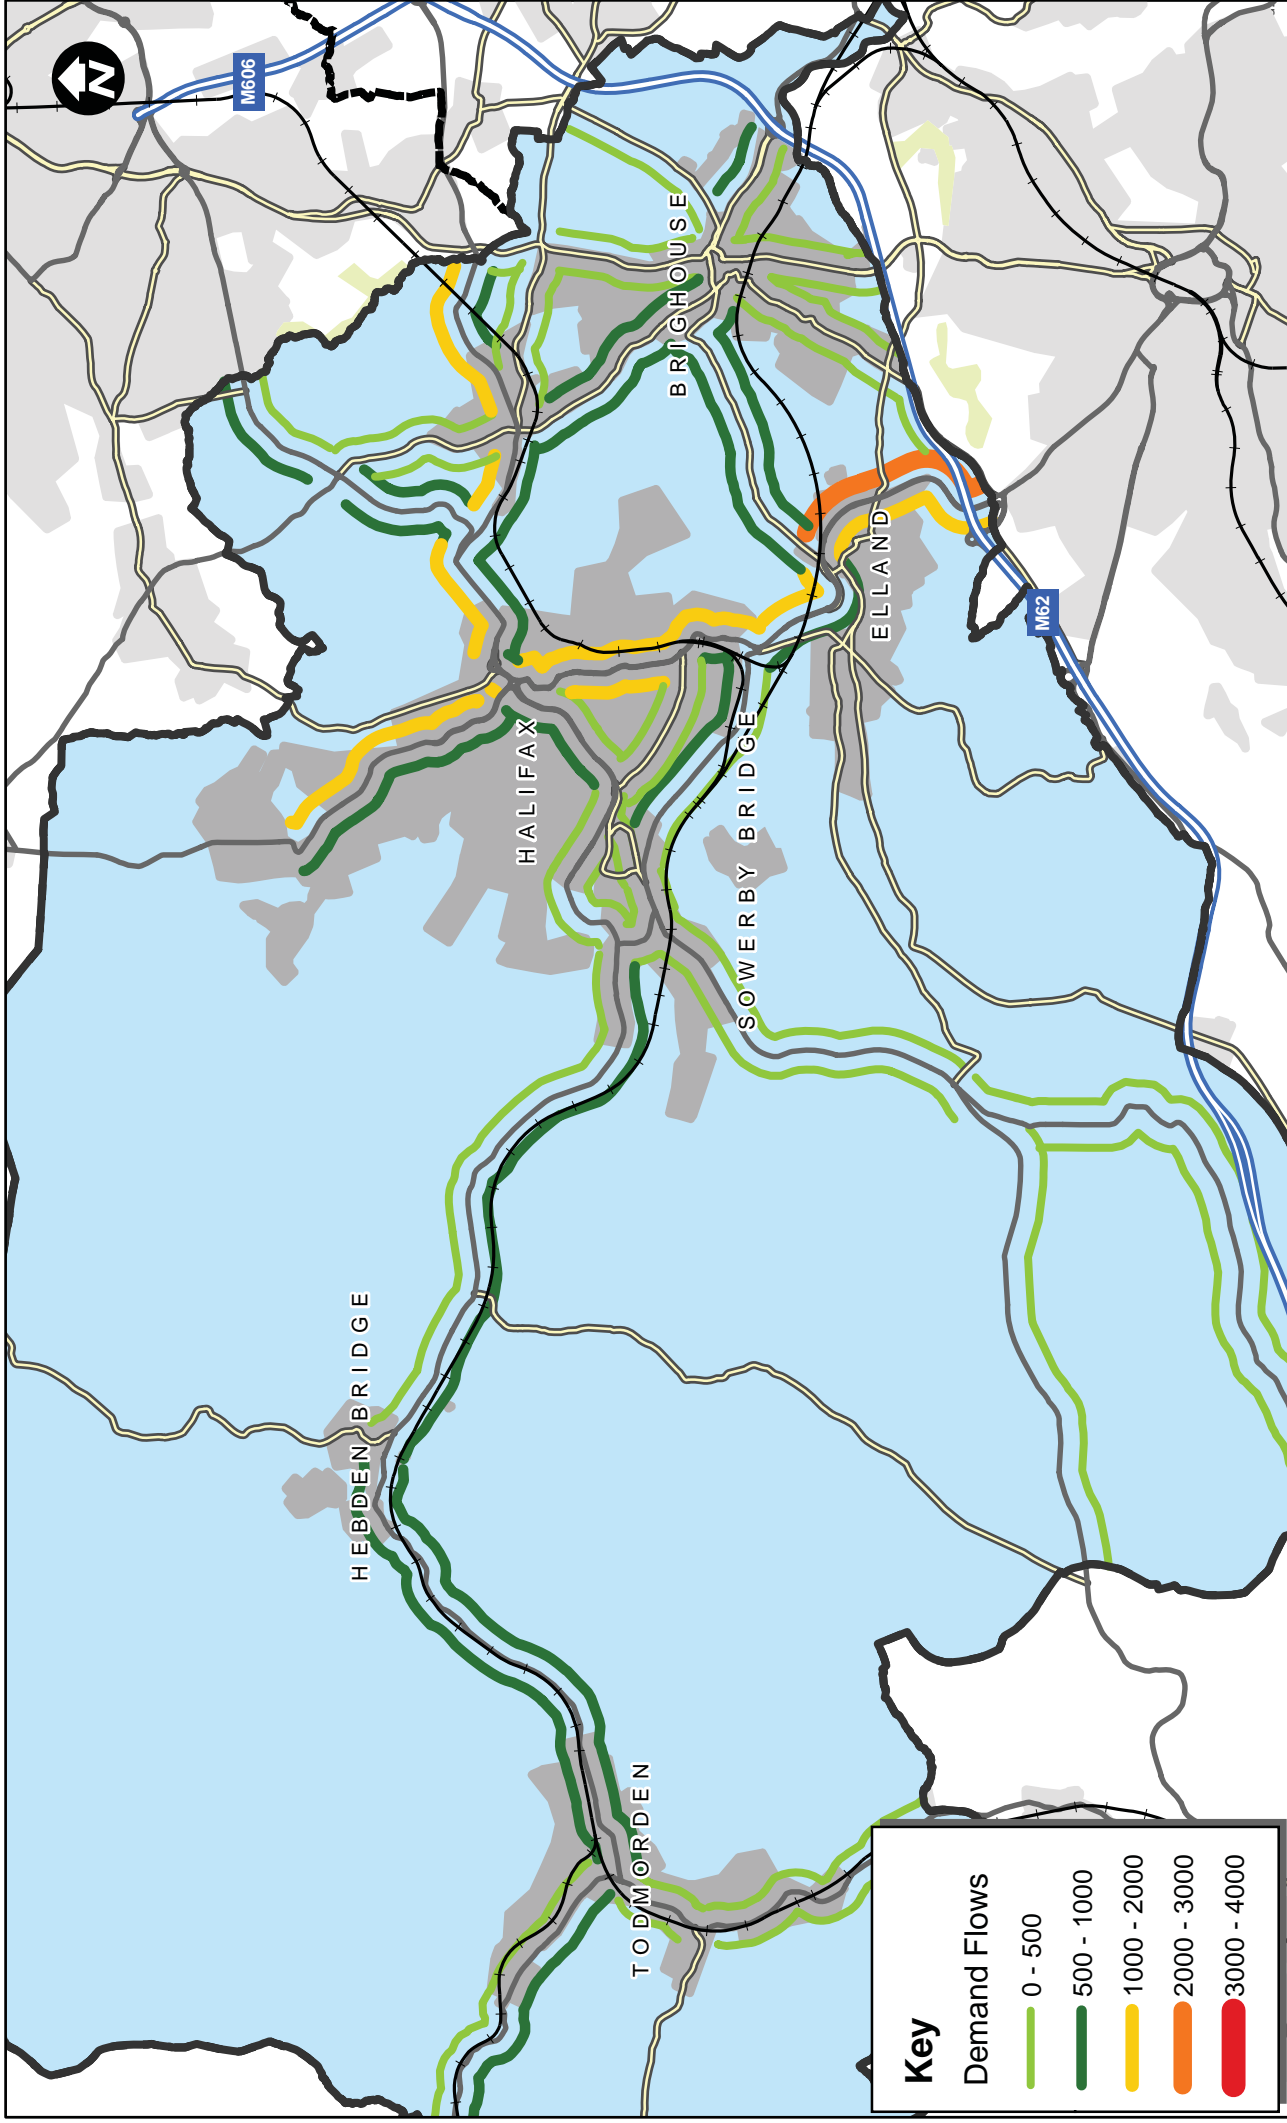 N
M606
BRIGHOUSE
HALIFAX
ELLAND
M62
SOWERBY BRIDGE
HEBDEN BRIDGE
TODMORDEN
Key
Demand Flows
0 - 500
500 - 1000
1000 - 2000
2000 - 3000
3000 - 4000